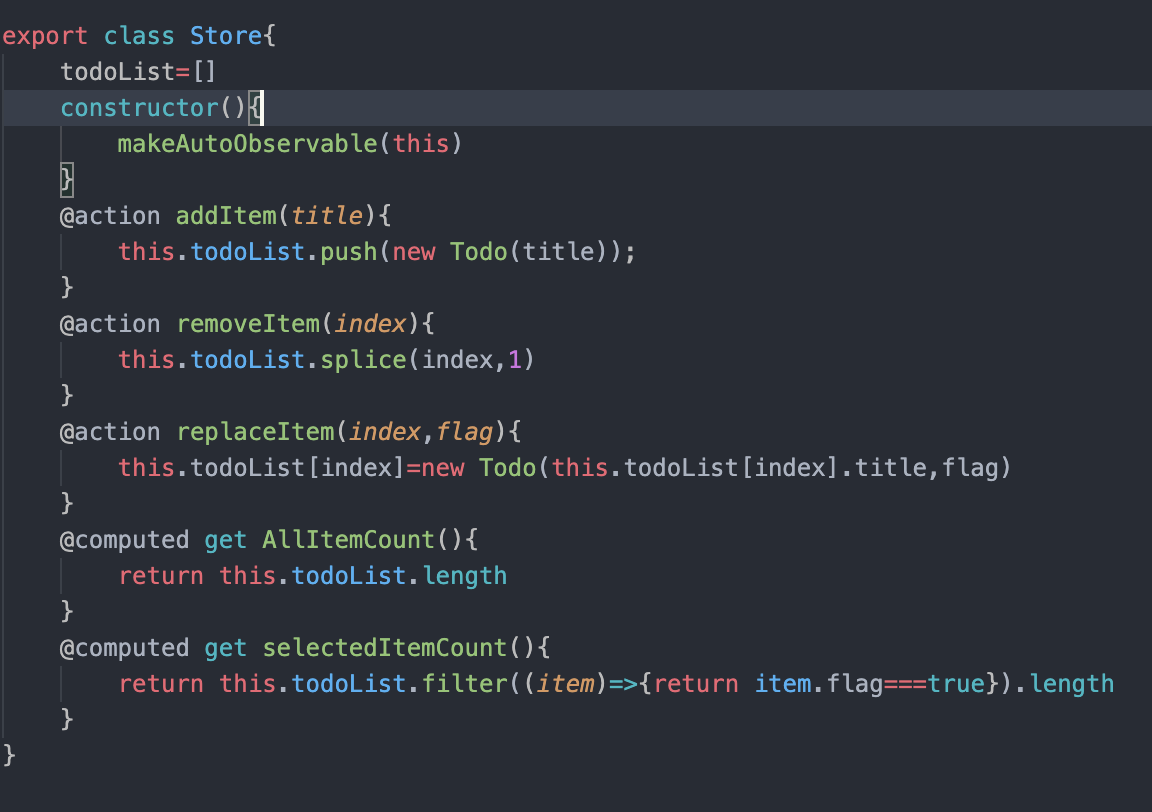 export class Store{
    todoList=[]
    constructor(){
        makeAutoObservable(this)
    }
    @action addItem(title){
        this.todoList.push(new Todo(title));
    }
    @action removeItem(index){
        this.todoList.splice(index,1)
    }
    @action replaceItem(index,flag){
        this.todoList[index]=new Todo(this.todoList[index].title,flag)
    }
    @computed get AllItemCount(){
        return this.todoList.length
    }
    @computed get selectedItemCount(){
        return this.todoList.filter((item)=>{return item.flag===true}).length
    }
}